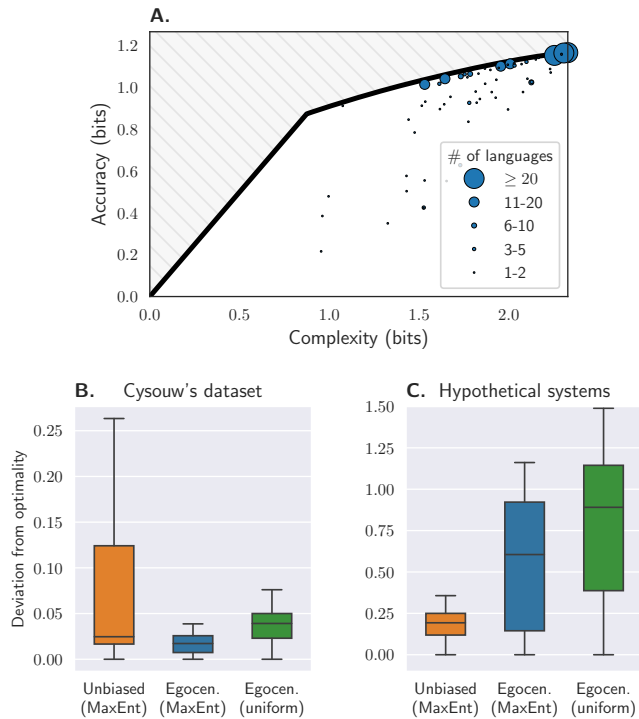 A.
1.2
1.0
0.8
0.6
0.4
0.2
0.0
Accuracy (bits)
# of languages
≥ 20
11-20
6-10
3-5
1-2
0.0 0.5 1.0 1.5 2.0
Complexity (bits)
B. Cysouw's dataset
0.25
0.20
0.15
0.10
0.05
0.00
Deviation from optimality
Unbiased Egocen. Egocen.
(MaxEnt) (MaxEnt) (uniform)
C. Hypothetical systems
1.50
1.25
1.00
0.75
0.50
0.25
0.00
Unbiased Egocen. Egocen.
(MaxEnt) (MaxEnt) (uniform)